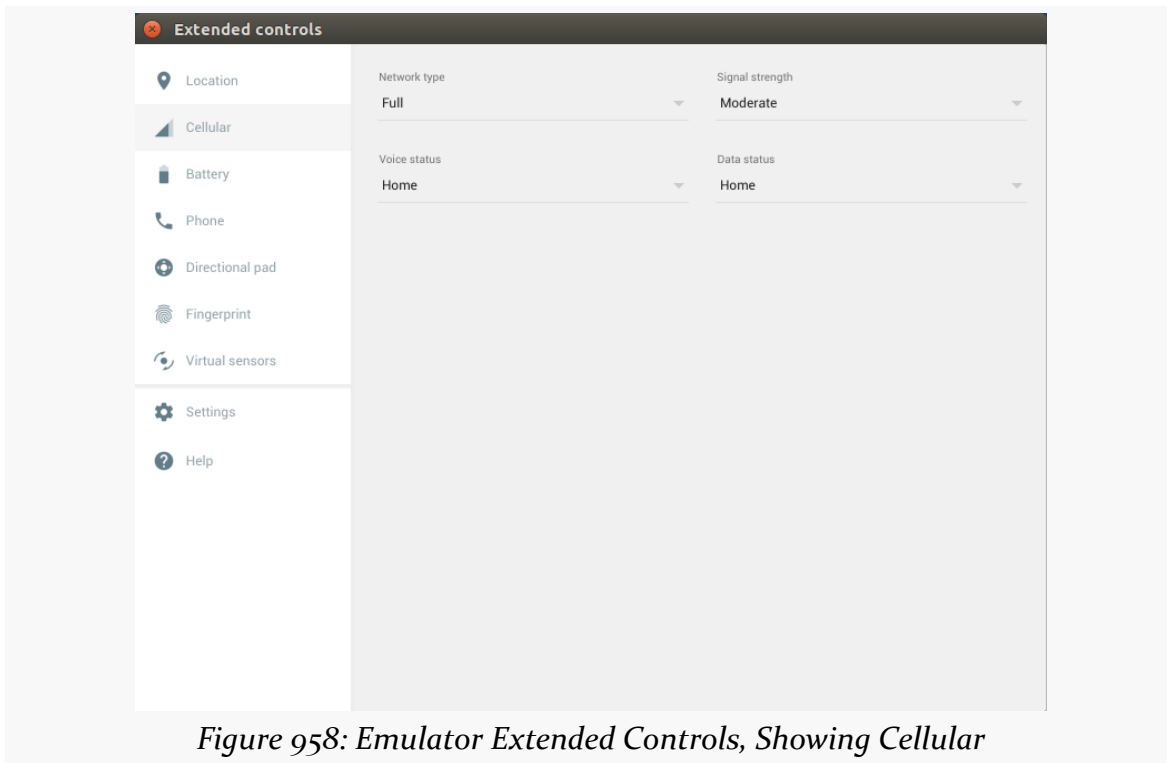 Extended controls
Location
Cellular
Battery
Phone
Directional pad
Fingerprint
Virtual sensors
Settings
Help
Network type
Full
Signal strength
Moderate
Voice status
Home
Data status
Home
Figure 958: Emulator Extended Controls, Showing Cellular